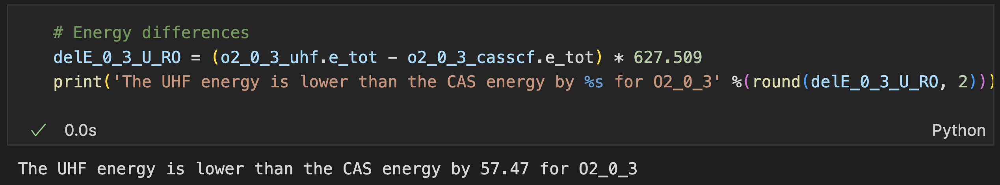 # Energy differences
delE_0_3_U_RO = (o2_0_3_uhf.e_tot - o2_0_3_casscf.e_tot) * 627.509
print('The UHF energy is lower than the CAS energy by %s for O2_0_3' %(round(delE_0_3_U_RO, 2)))
0.0s
Python
The UHF energy is lower than the CAS energy by 57.47 for O2_0_3